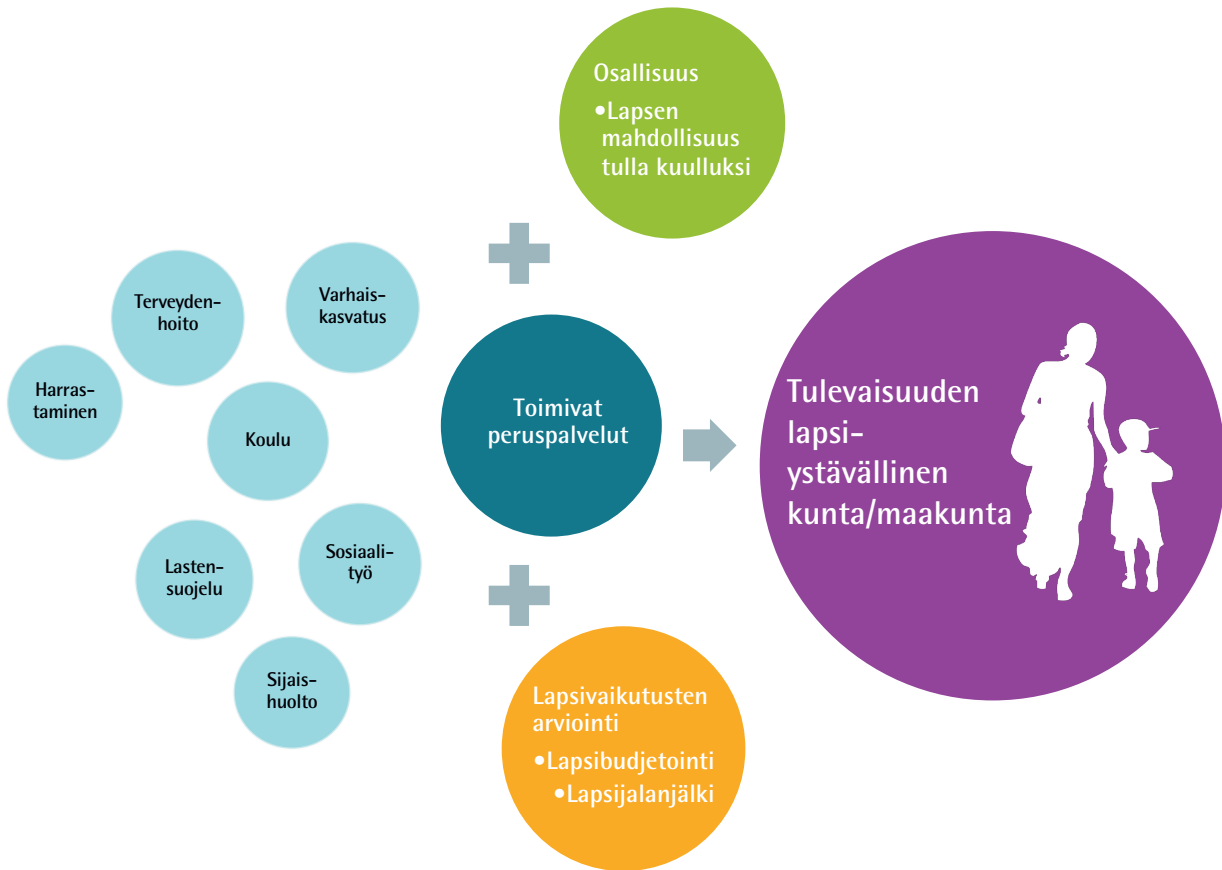 Osallisuus
•Lapsen
mahdollisuus
tulla kuulluksi
Terveyden-
hoito
Varhais-
kasvatus
Harras-
taminen
Koulu
Lasten-
suojelu
Sosiaali-
työ
Sijais-
huolto
Toimivat
peruspalvelut
Lapsivaikutusten
arviointi
•Lapsibudjetointi
•Lapsijalanjälki
Tulevaisuuden
lapsi-
ystävällinen
kunta/maakunta